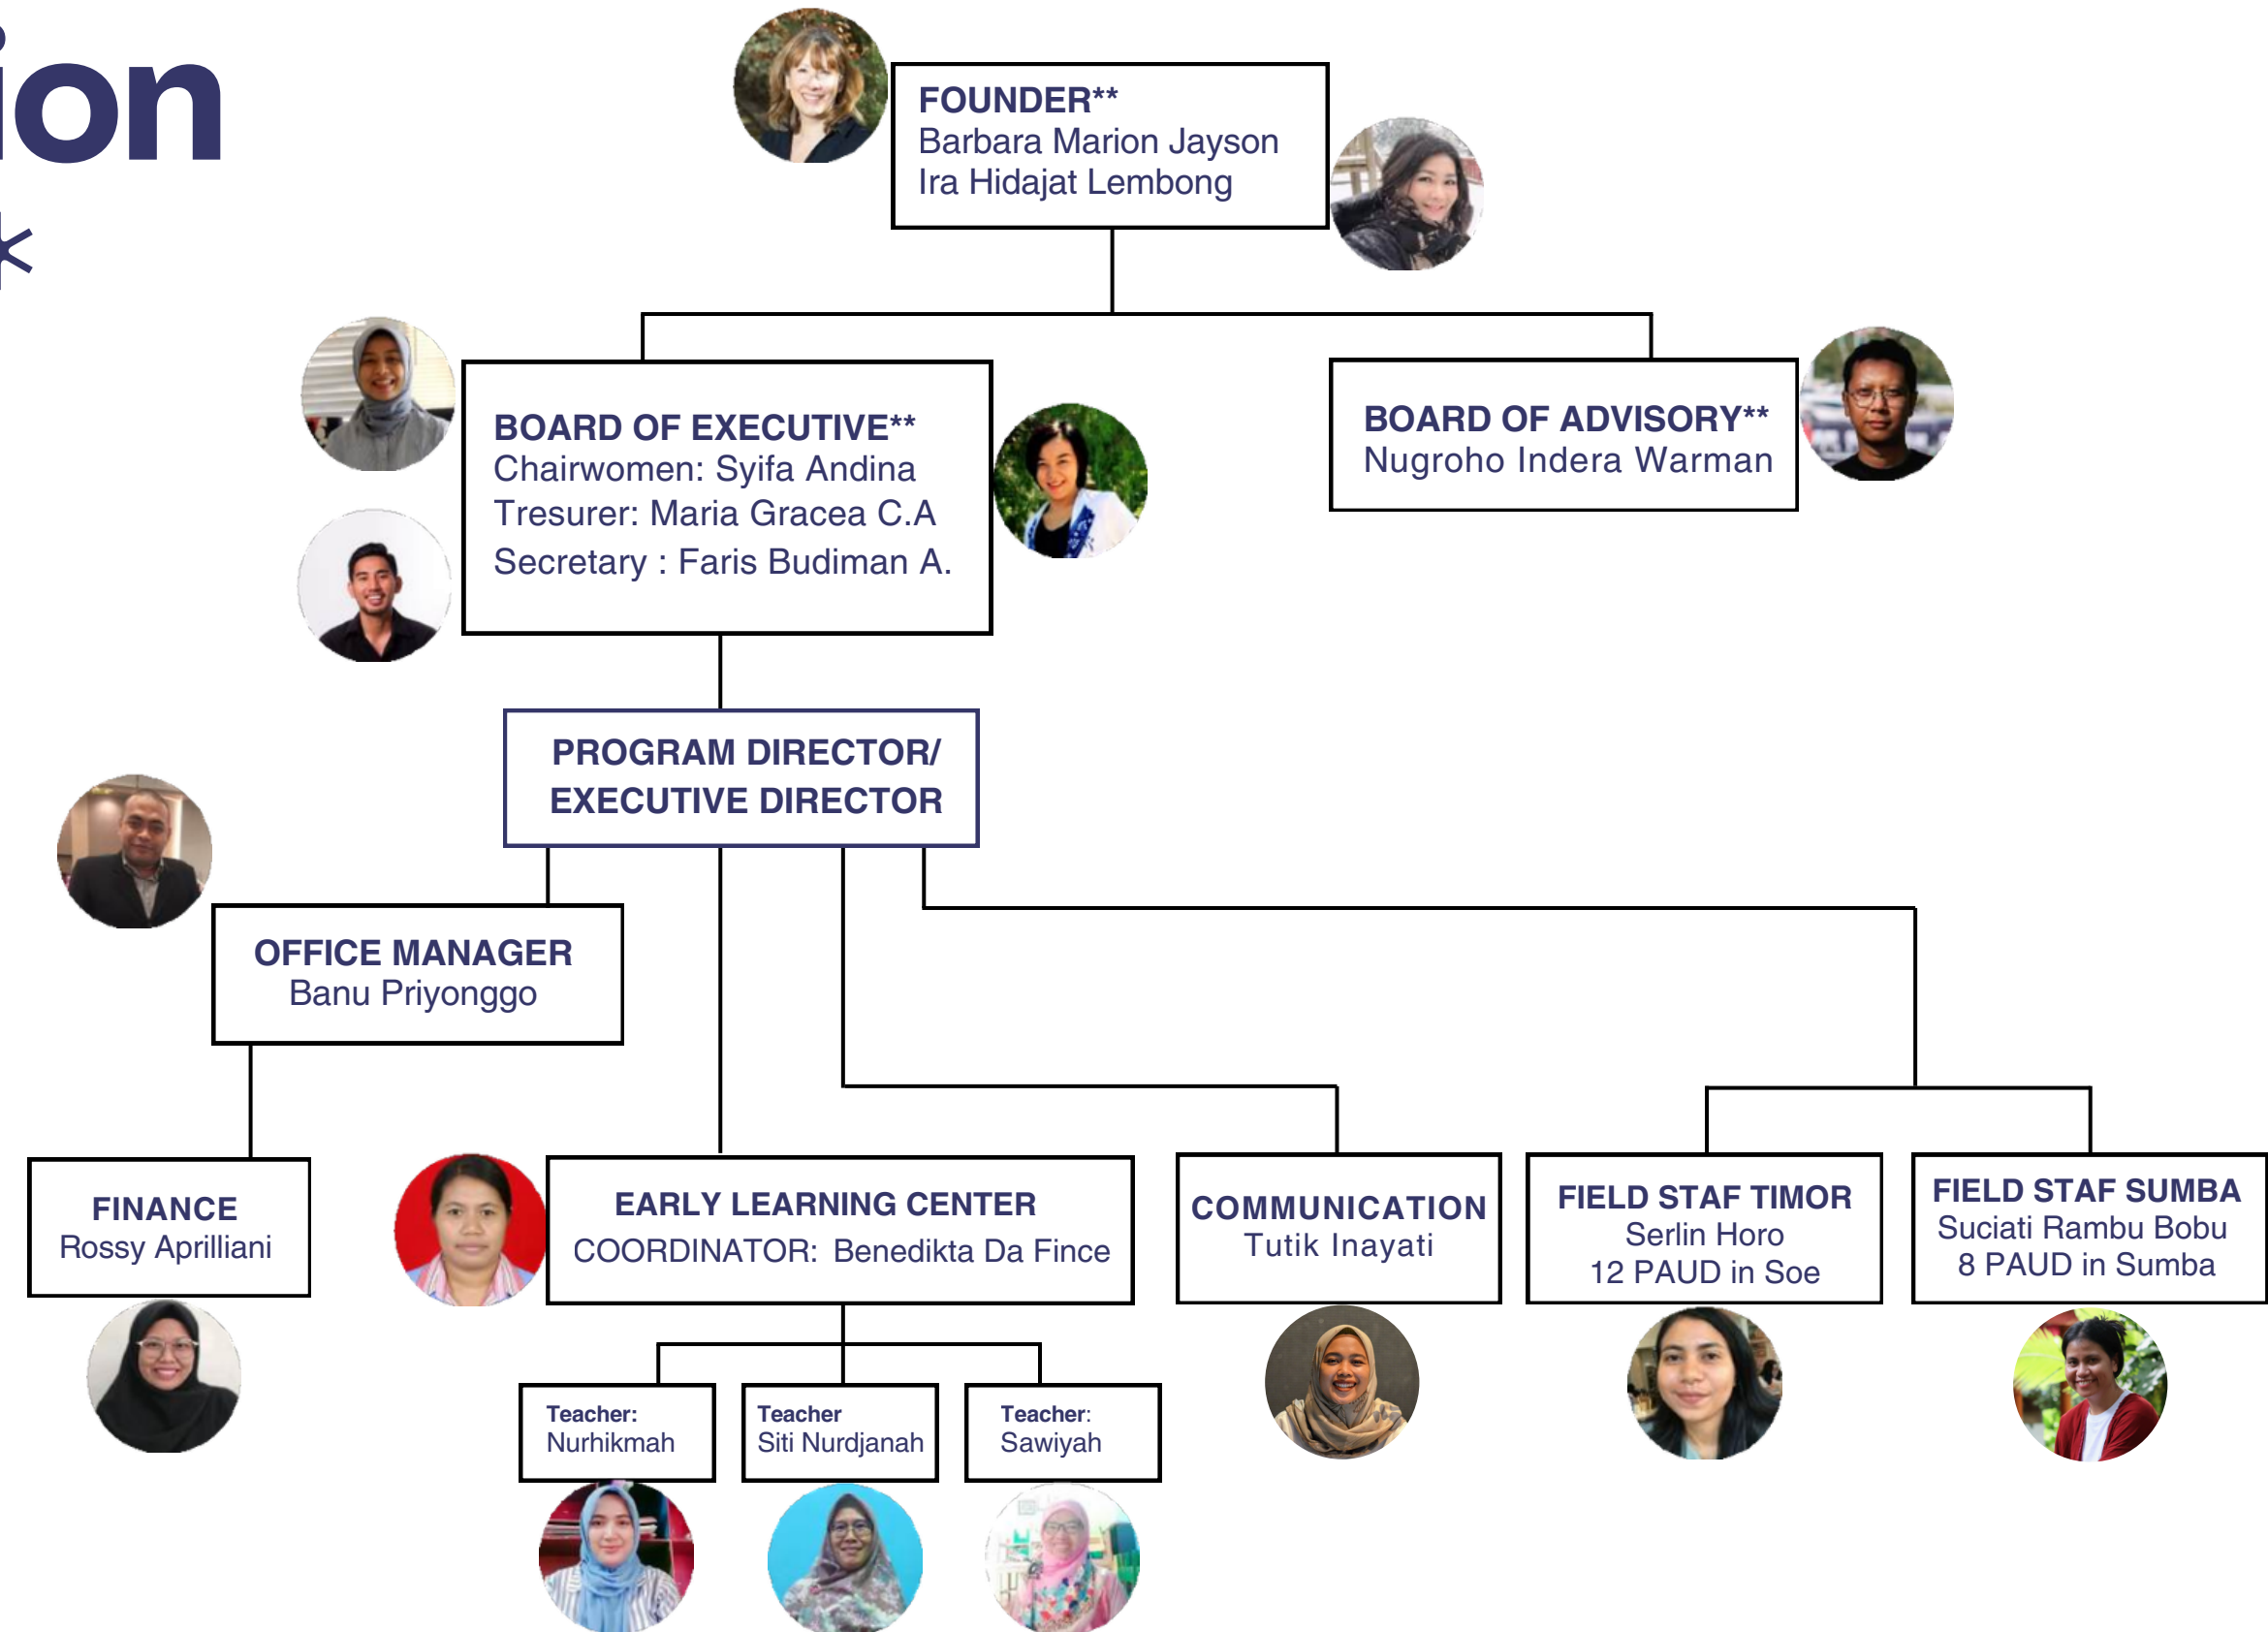 ion
*
FOUNDER**
Barbara Marion Jayson
Ira Hidajat Lembong
BOARD OF EXECUTIVE**
Chairwomen: Syifa Andina
Tresurer: Maria Gracea C.A
Secretary : Faris Budiman A.
BOARD OF ADVISORY**
Nugroho Indera Warman
PROGRAM DIRECTOR/
EXECUTIVE DIRECTOR
OFFICE MANAGER
Banu Priyonggo
FINANCE
Rossy Aprilliani
EARLY LEARNING CENTER
COORDINATOR: Benedikta Da Fince
COMMUNICATION
Tutik Inayati
FIELD STAF TIMOR
Serlin Horo
12 PAUD in Soe
FIELD STAF SUMBA
Suciati Rambu Bobu
8 PAUD in Sumba
Teacher:
Nurhikmah
Teacher
Siti Nurdjanah
Teacher:
Sawiyah